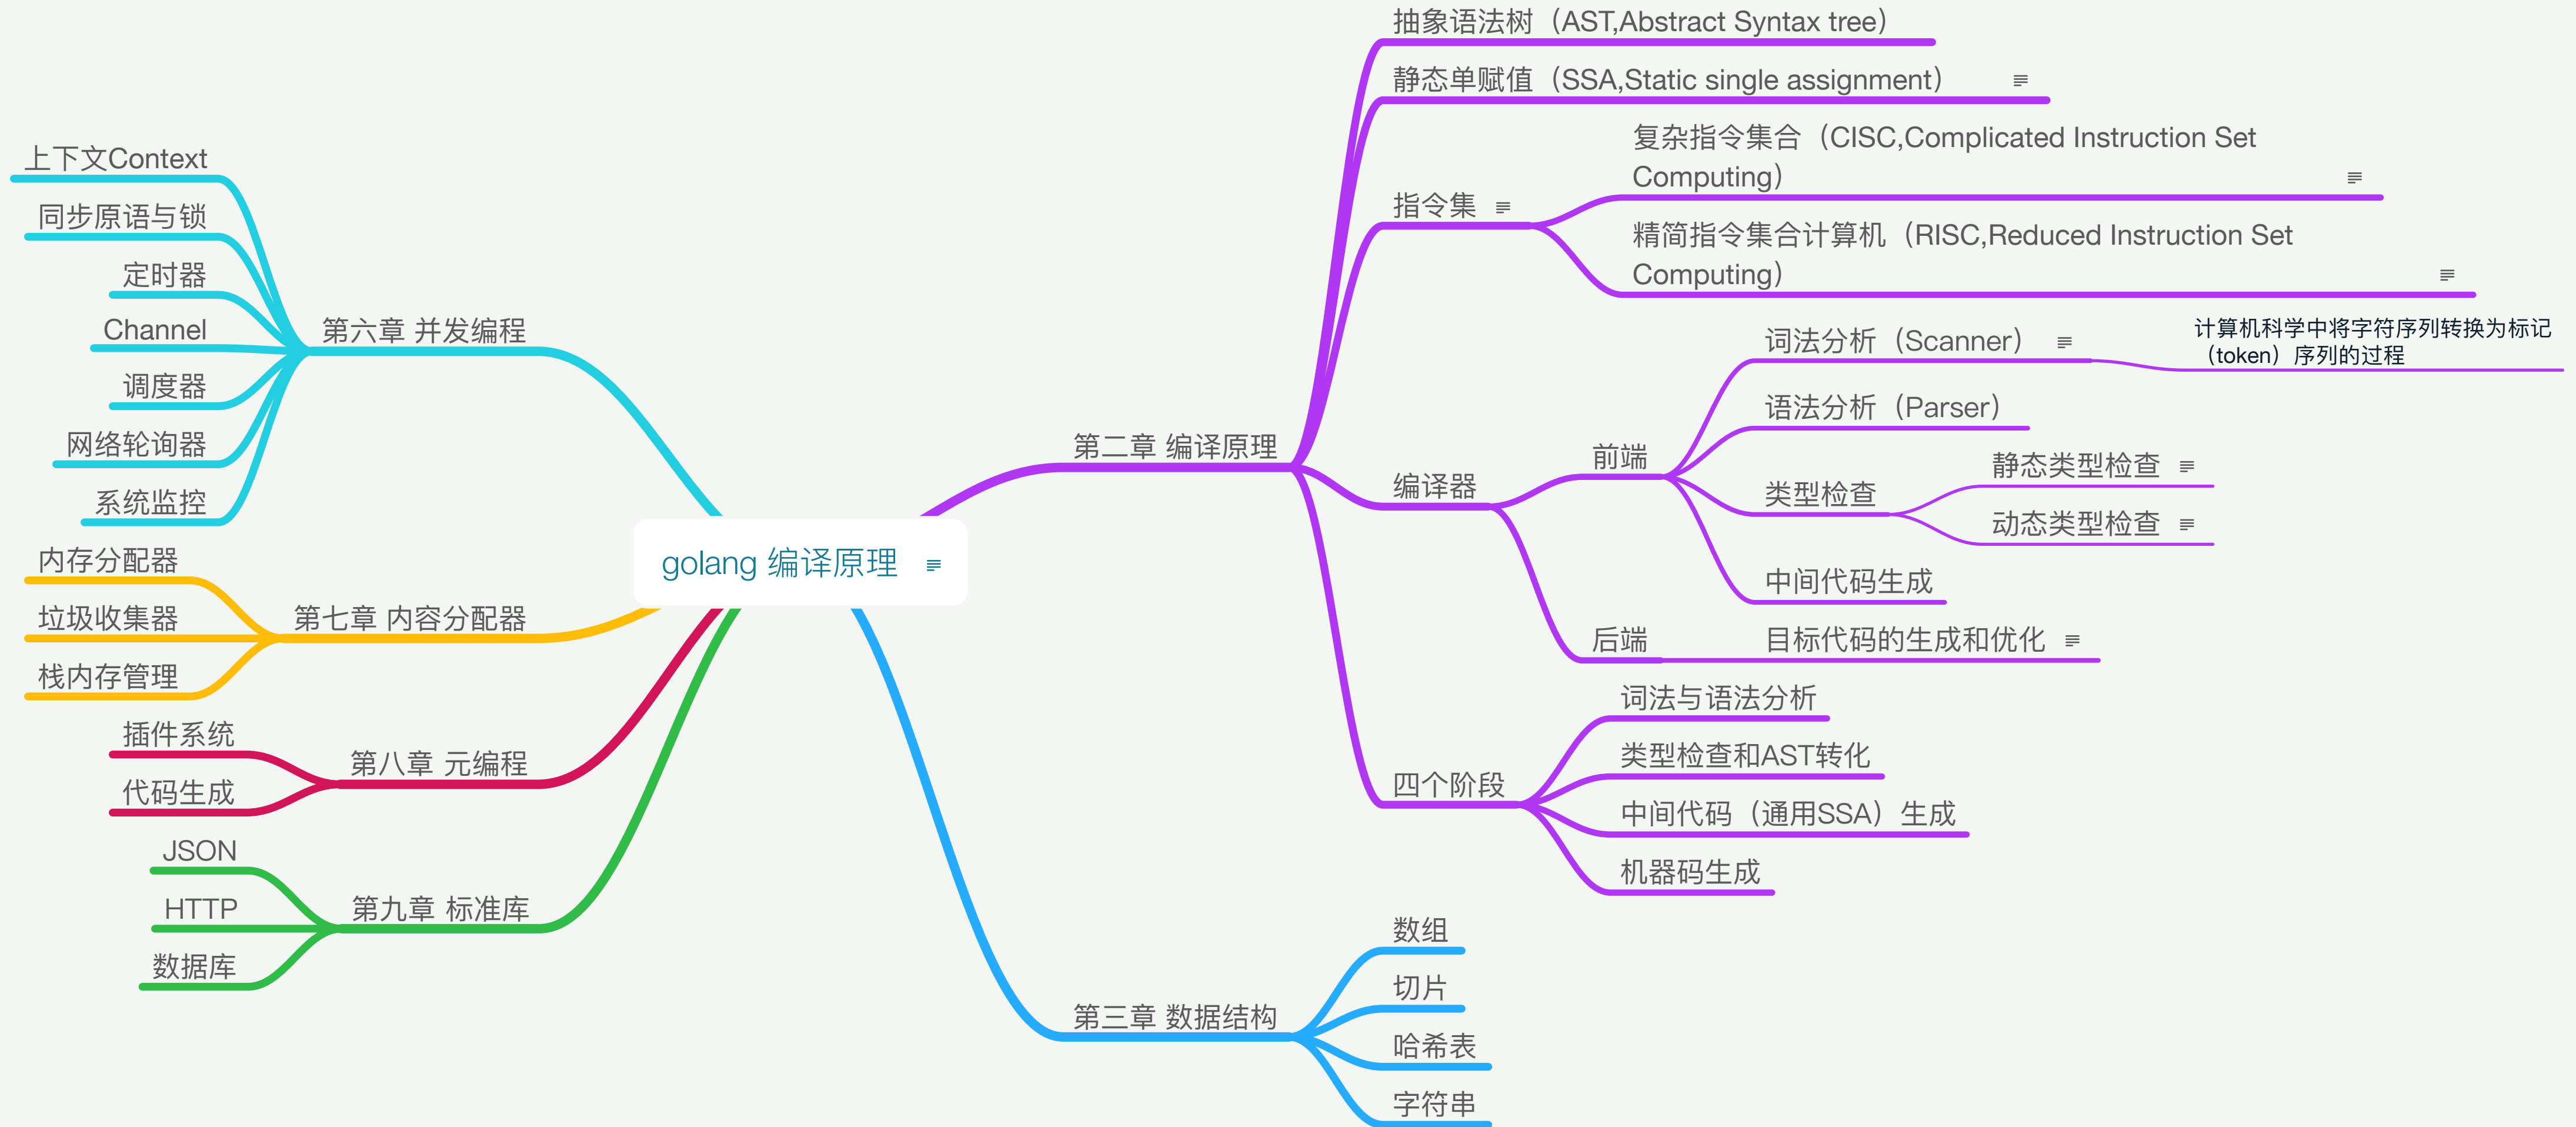 golang 编译原理
第二章 编译原理
抽象语法树（AST,Abstract Syntax tree）
静态单赋值（SSA,Static single assignment）
指令集
复杂指令集合（CISC,Complicated Instruction Set
Computing）
精简指令集合计算机（RISC,Reduced Instruction Set
Computing）
编译器
前端
词法分析（Scanner）
计算机科学中将字符序列转换为标记
（token）序列的过程
语法分析（Parser）
类型检查
静态类型检查
动态类型检查
中间代码生成
后端
目标代码的生成和优化
四个阶段
词法与语法分析
类型检查和AST转化
中间代码（通用SSA）生成
机器码生成
第三章 数据结构
数组
切片
哈希表
字符串
第六章 并发编程
上下文Context
同步原语与锁
定时器
Channel
调度器
网络轮询器
系统监控
第七章 内容分配器
内存分配器
垃圾收集器
栈内存管理
第八章 元编程
插件系统
代码生成
第九章 标准库
JSON
HTTP
数据库